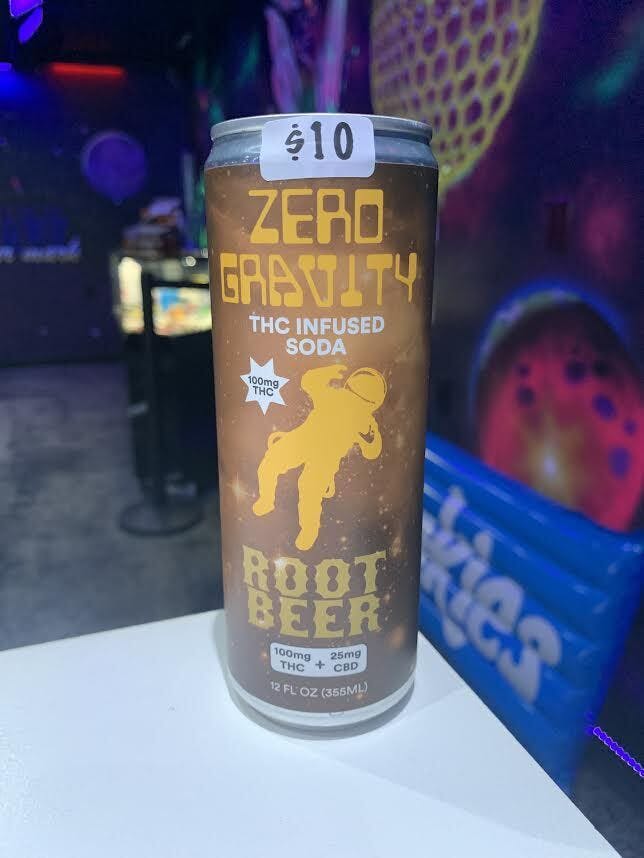 $10
ZERO
GRAVITY
THC INFUSED
SODA
100mg
THC
ROOT
BEER
100mg THC + 25mg CBD
12 FL OZ (355ML)